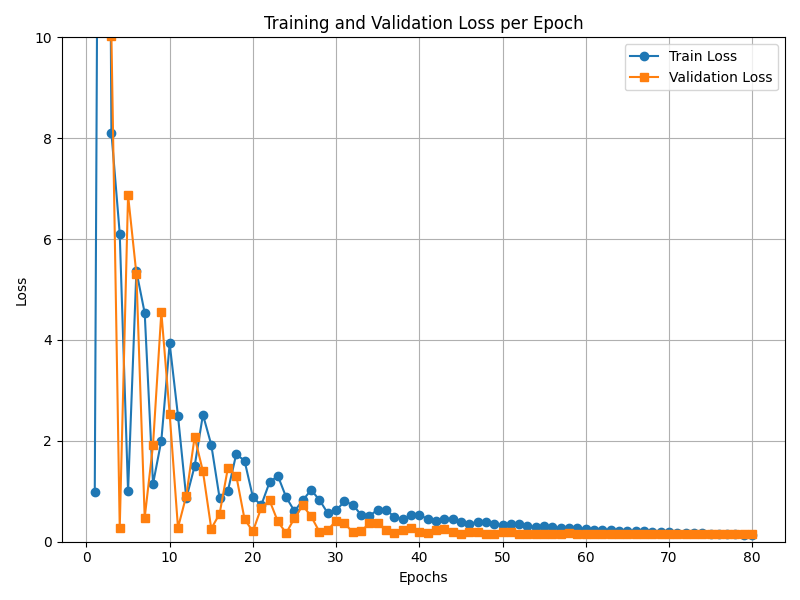 Training and Validation Loss per Epoch
Train Loss
Validation Loss
10
8
6
4
2
0
Loss
0 10 20 30 40 50 60 70 80
Epochs